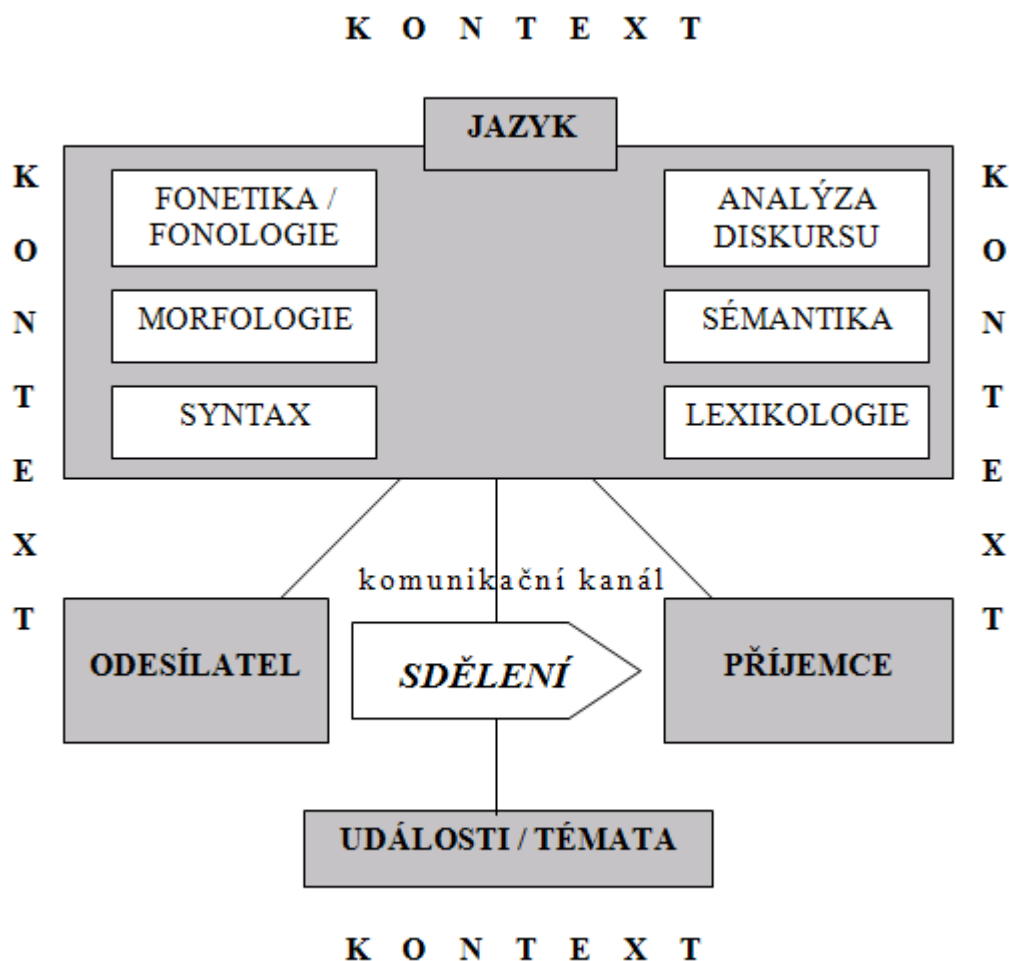 K O N T E X T
JAZYK
K O N T E X T
FONETIKA /
FONOLOGIE
MORFOLOGIE
SYNTAX
ANALÝZA
DISKURSU
SÉMANTIKA
LEXIKOLOGIE
K O N T E X T
komunikační kanál
ODESÍLATEL
SDĚLENÍ
PŘÍJEMCE
UDÁLOSTI / TÉMATA
K O N T E X T